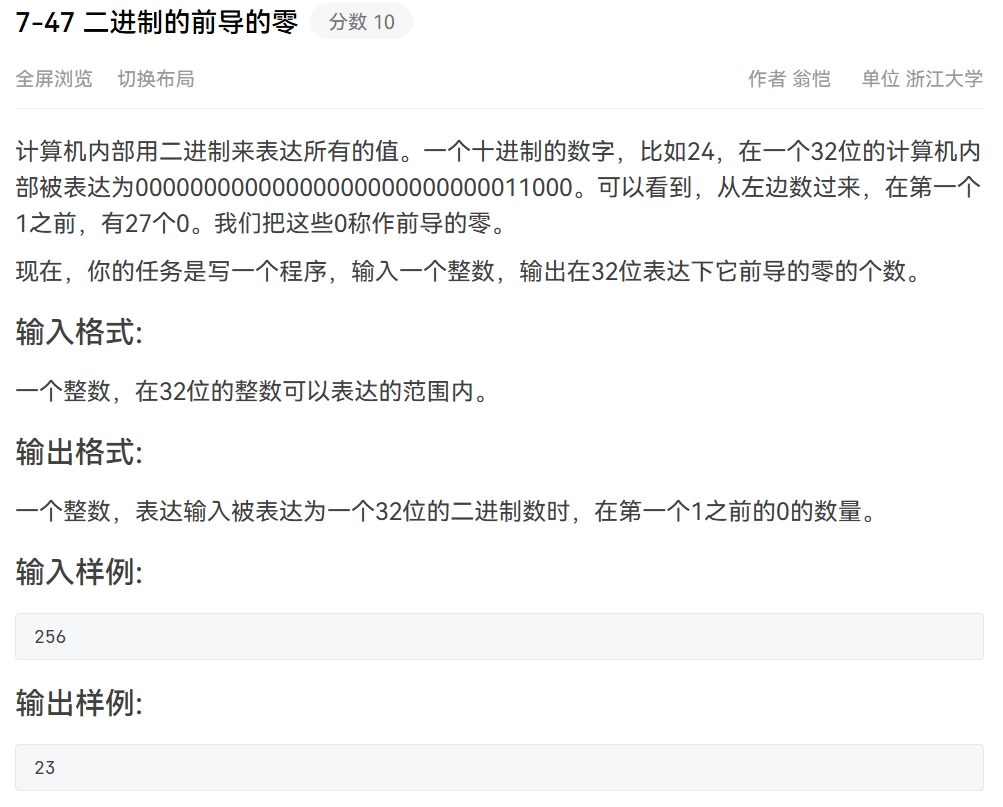 7-47 二进制的前导的零 分数 10
全屏浏览 切换布局 作者 翁恺 单位 浙江大学
计算机内部用二进制来表达所有的值。一个十进制的数字，比如24，在一个32位的计算机内
部被表达为00000000000000000000000000011000。可以看到，从左边数过来，在第一个
1之前，有27个0。我们把这些0称作前导的零。
现在，你的任务是写一个程序，输入一个整数，输出在32位表达下它前导的零的个数。
输入格式:
一个整数，在32位的整数可以表达的范围内。
输出格式:
一个整数，表达输入被表达为一个32位的二进制数时，在第一个1之前的0的数量。
输入样例:
256
输出样例:
23